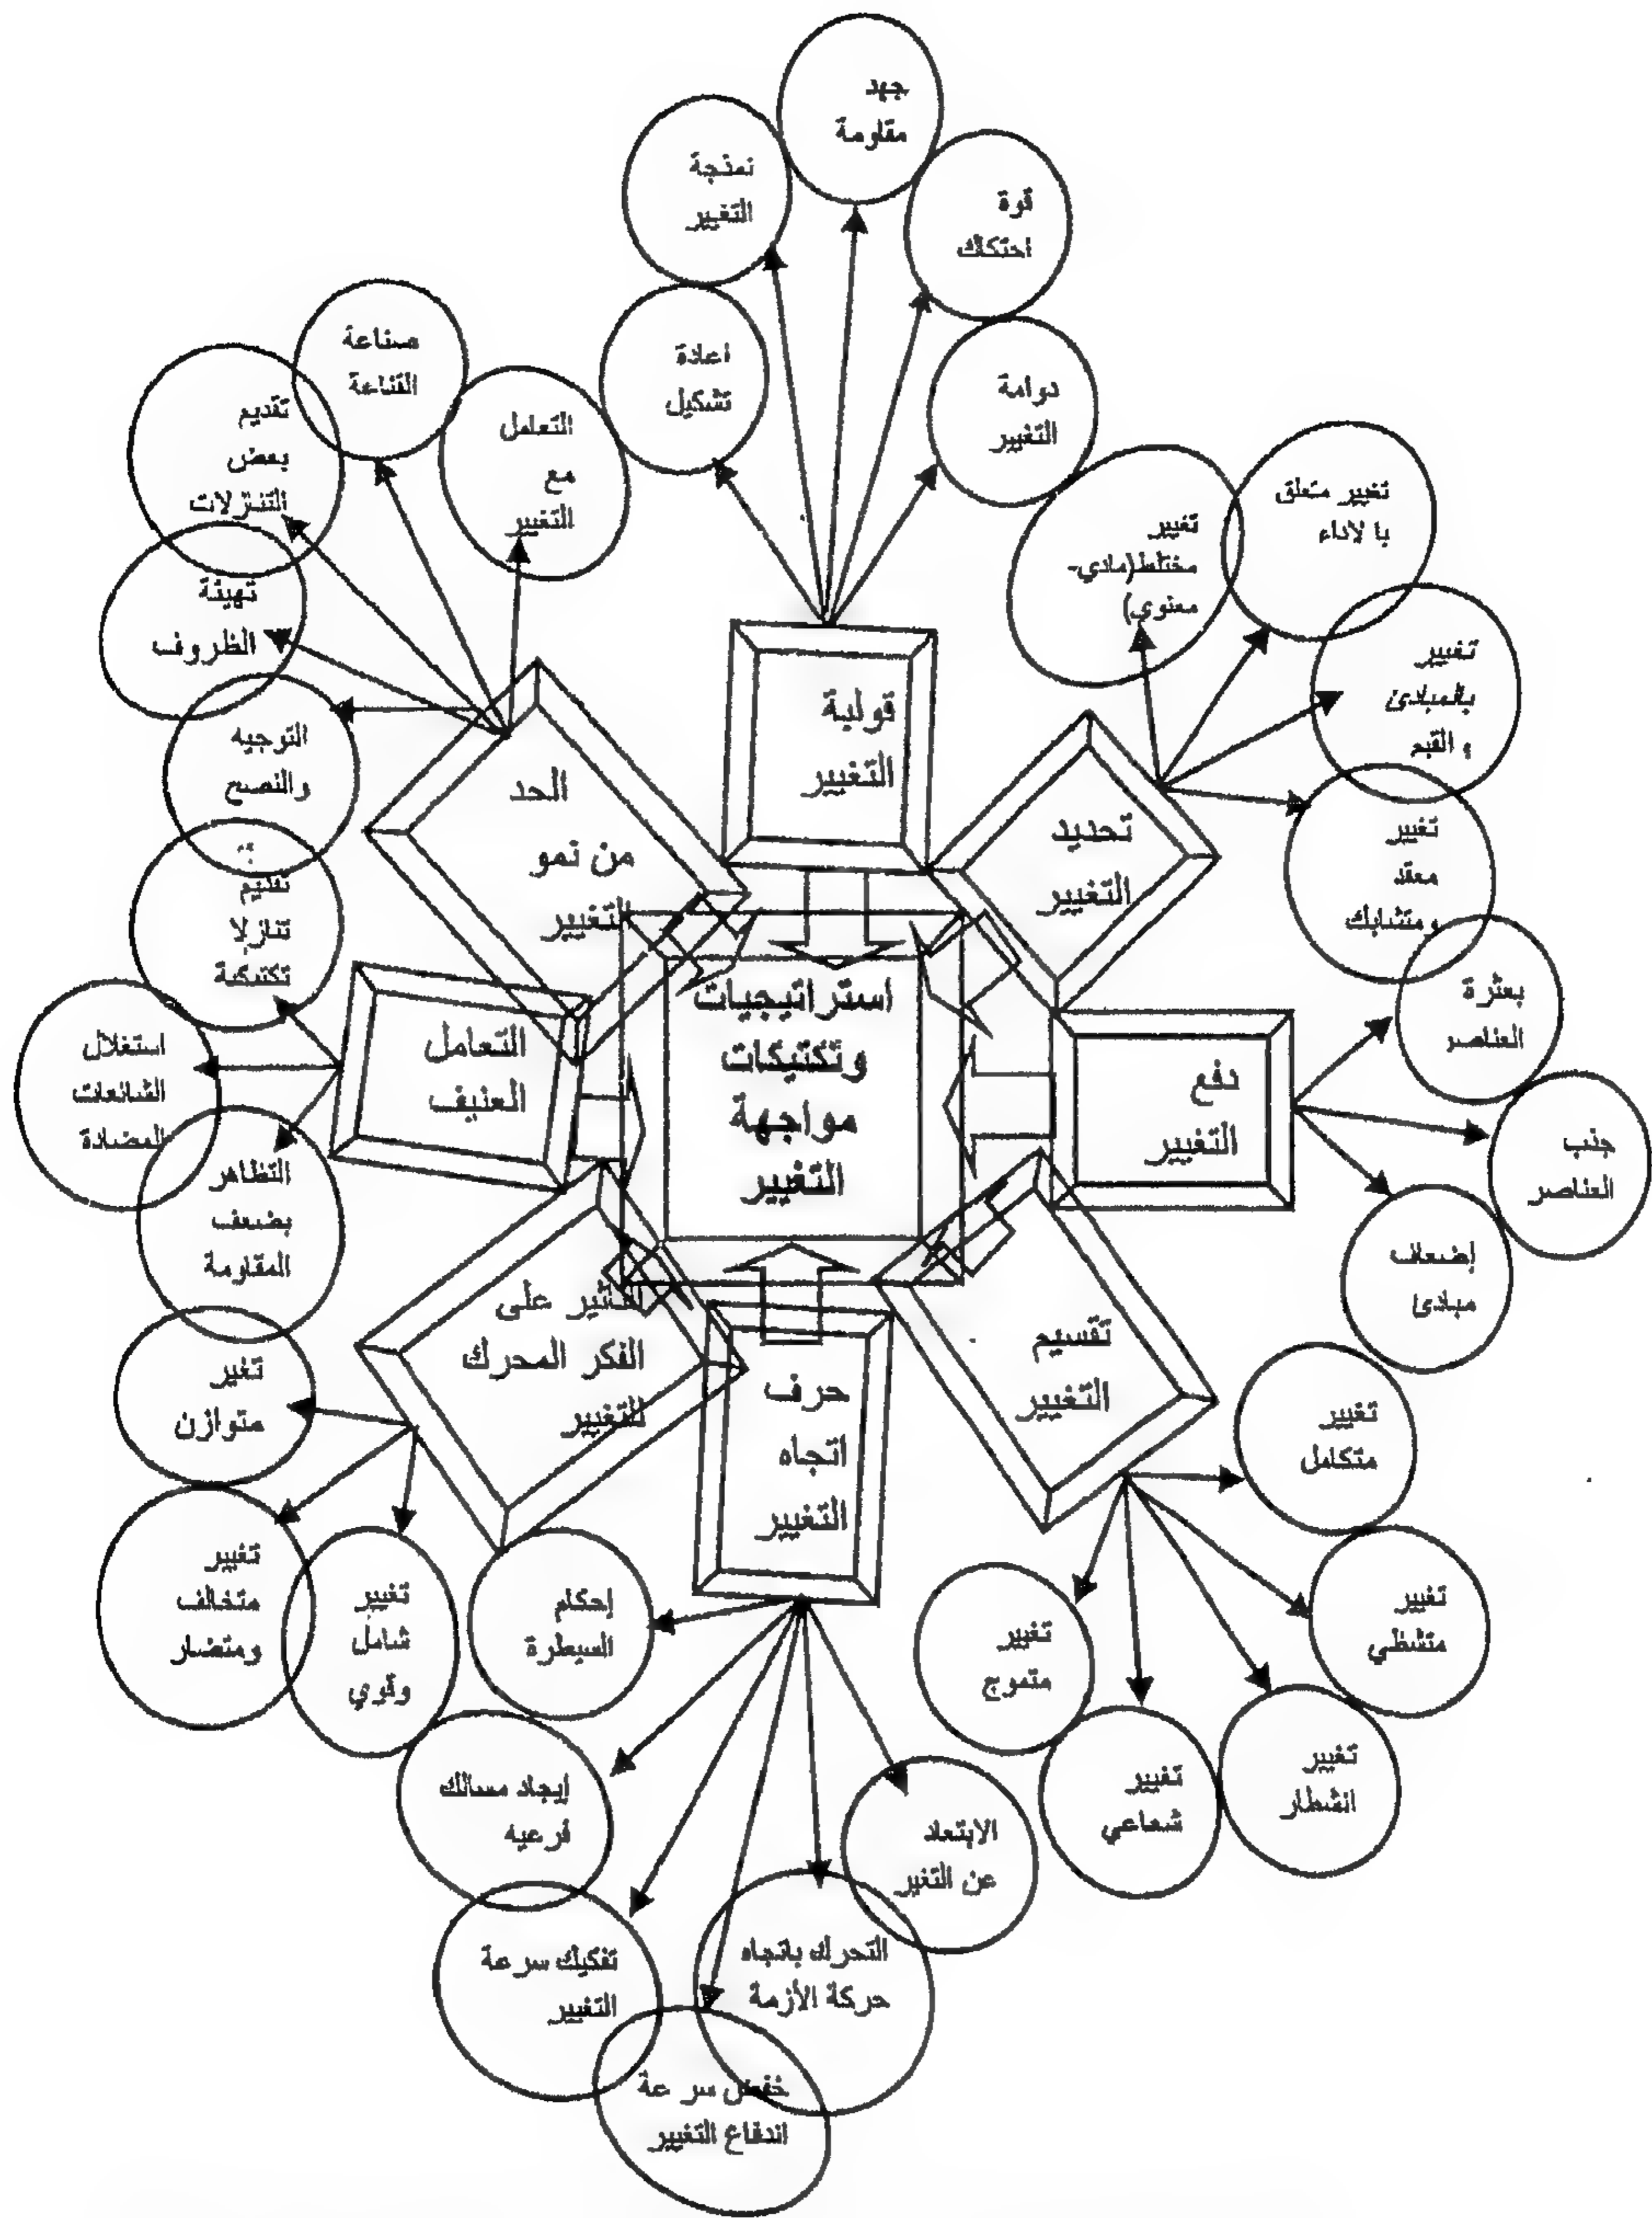 جهد
مقاومة
نمذجة
التغيير
قوة
احتكاك
اعادة
تشكيل
دوامة
التغيير
صناعة
القناعة
تقديم
بعض
التنزلات
التعامل
مع
التغيير
تهيئة
الظروف
التوجيه
والنصح
تغيير متعلق
با لاداء
تغيير
مختلط(مادي-
معنوي)
تغيير
بالمبادئ
و القيم
تغيير
معقد
ومتشابك
قولبة
التغيير
الحد
من نمو
التغيير
تحديد
التغيير
استراتيجيات
وتكتيكات
مواجهة
التغيير
التعامل
العنيف
دفع
التغيير
تقديم
تنازلا
تكتيكية
استغلال
الشائعات
المضادة
التظاهر
بضعف
المقاومة
بعثرة
العناصر
جنب
العناصر
إضعاف
مبادئ
التأثير على
الفكر المحرك
للتغيير
حرف
اتجاه
التغيير
تقسيم
التغيير
تغير
متوازن
تغيير
متخالف
ومتضار
تغيير
شامل
وقوي
إحكام
السيطرة
إيجاد مسالك
فرعيه
تفكيك سرعة
التغيير
خفض سرعة
اندفاع التغيير
التحرك باتجاه
حركة الأزمة
الابتعاد
عن التغير
تغيير
متكامل
تغيير
متشظي
تغيير
انشطار
تغيير
شعاعي
تغيير
متموج